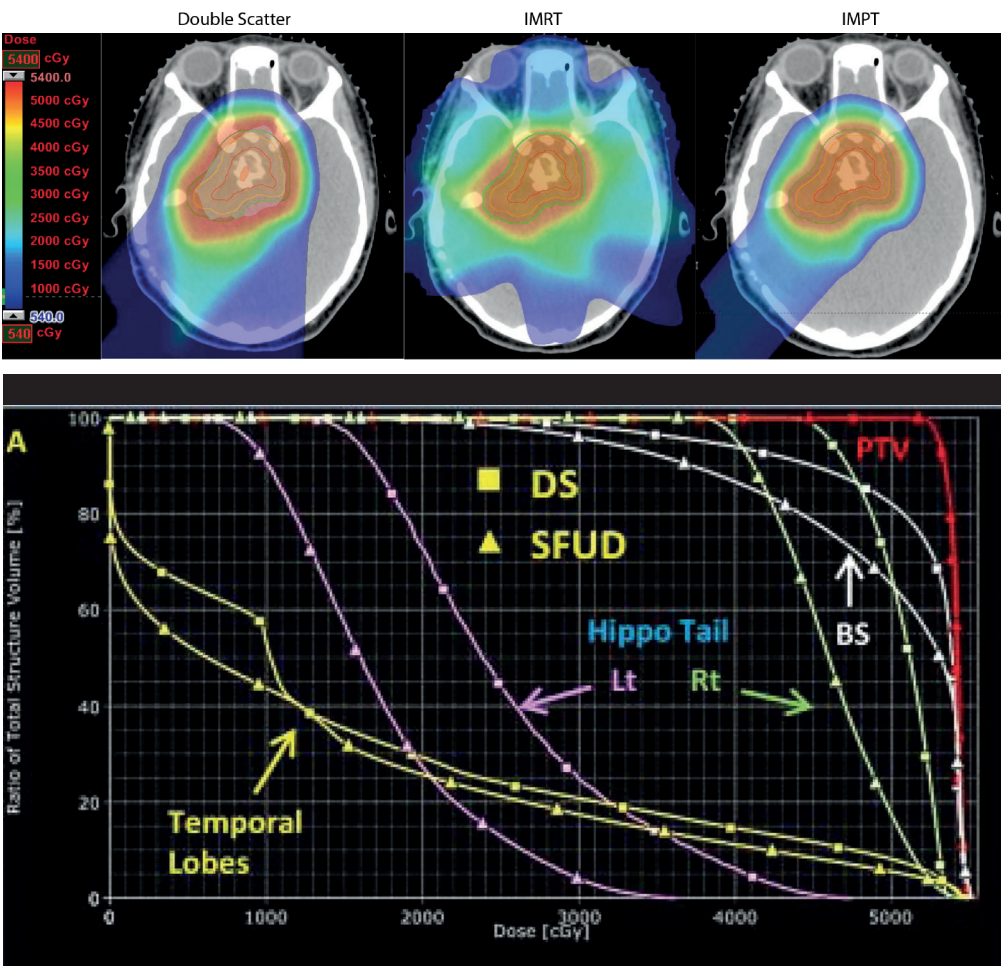 Double Scatter
IMRT
IMPT
Dose
5400 cGy
5400.0
5000 cGy
4500 cGy
4000 cGy
3500 cGy
3000 cGy
2500 cGy
2000 cGy
1500 cGy
1000 cGy
540.0
540 cGy
A
Ratio of Total Structure Volume [%]
100
80
60
40
20
0
PTV
DS
SFUD
BS
Hippo Tail
Lt
Rt
Temporal
Lobes
0
1000
2000
3000
4000
5000
Dose [cGy]